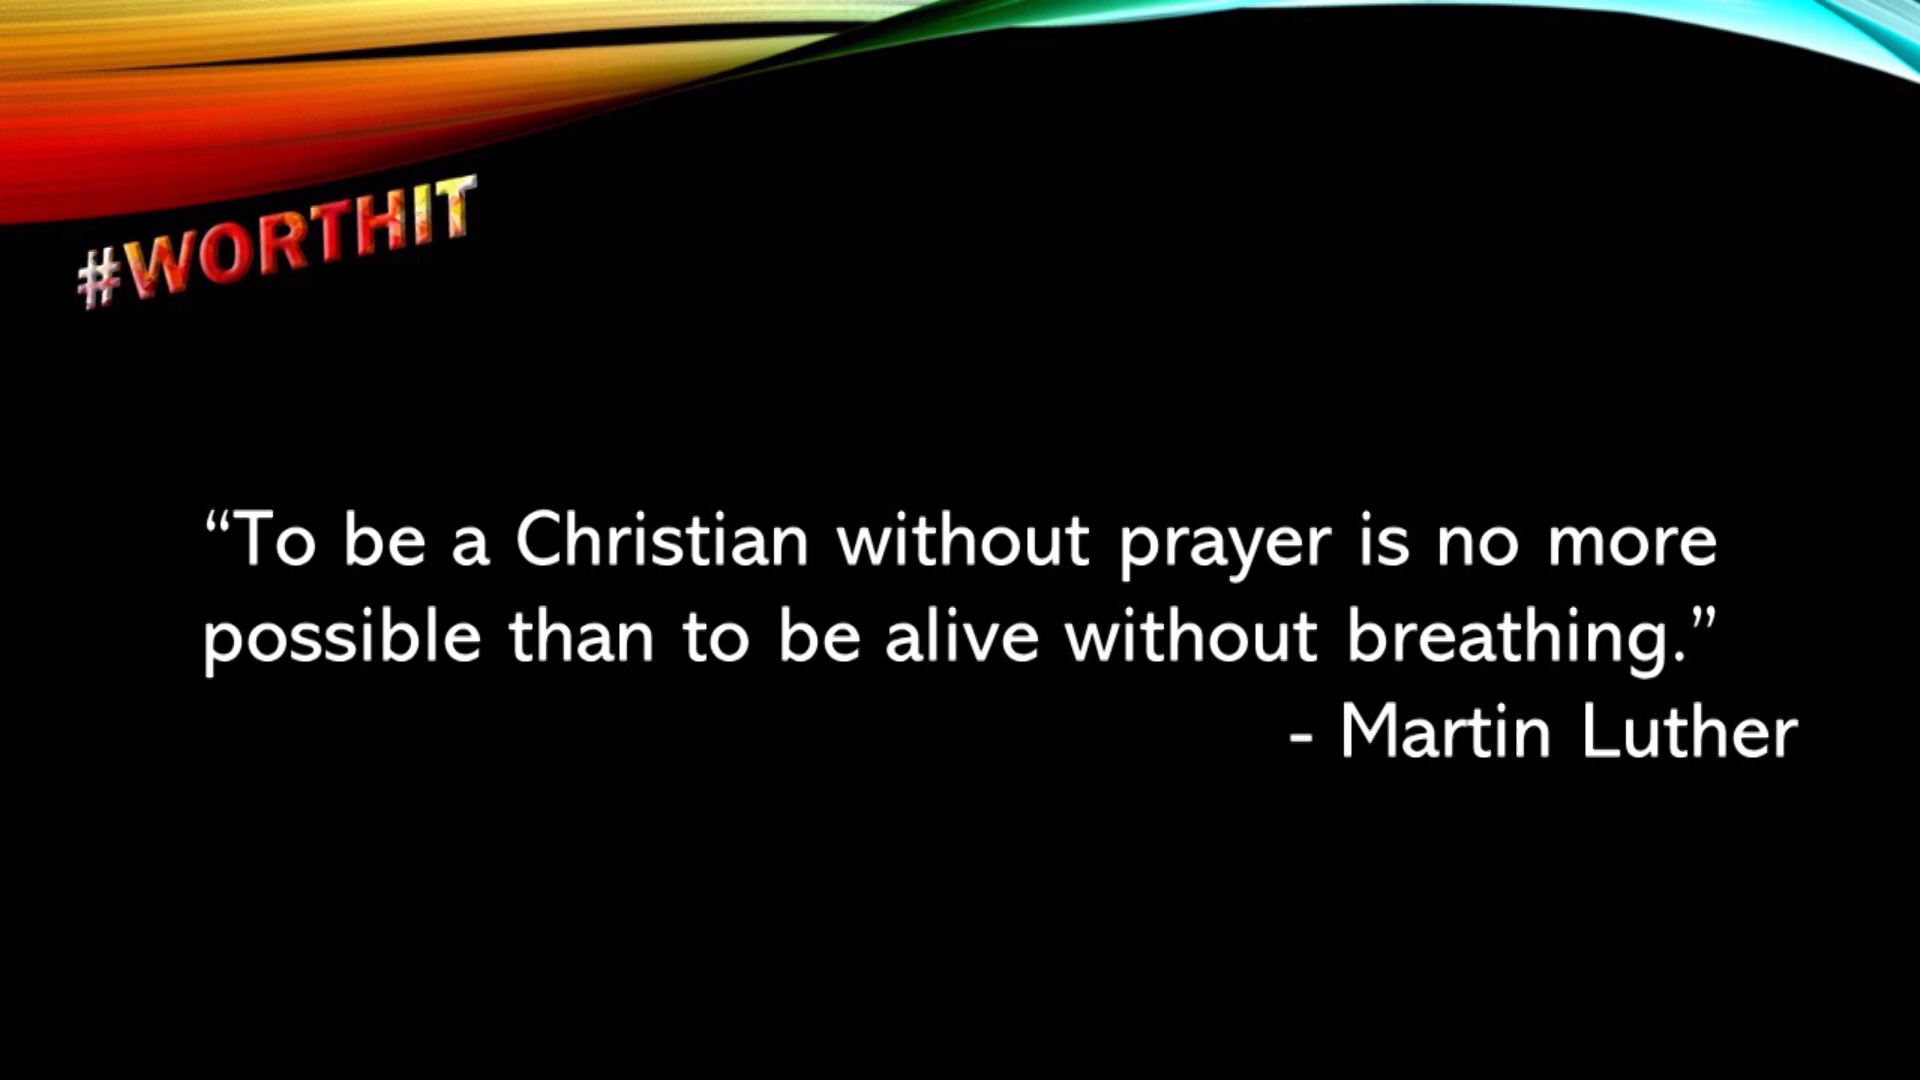 #WORTHIT
“To be a Christian without prayer is no more
possible than to be alive without breathing.”
- Martin Luther